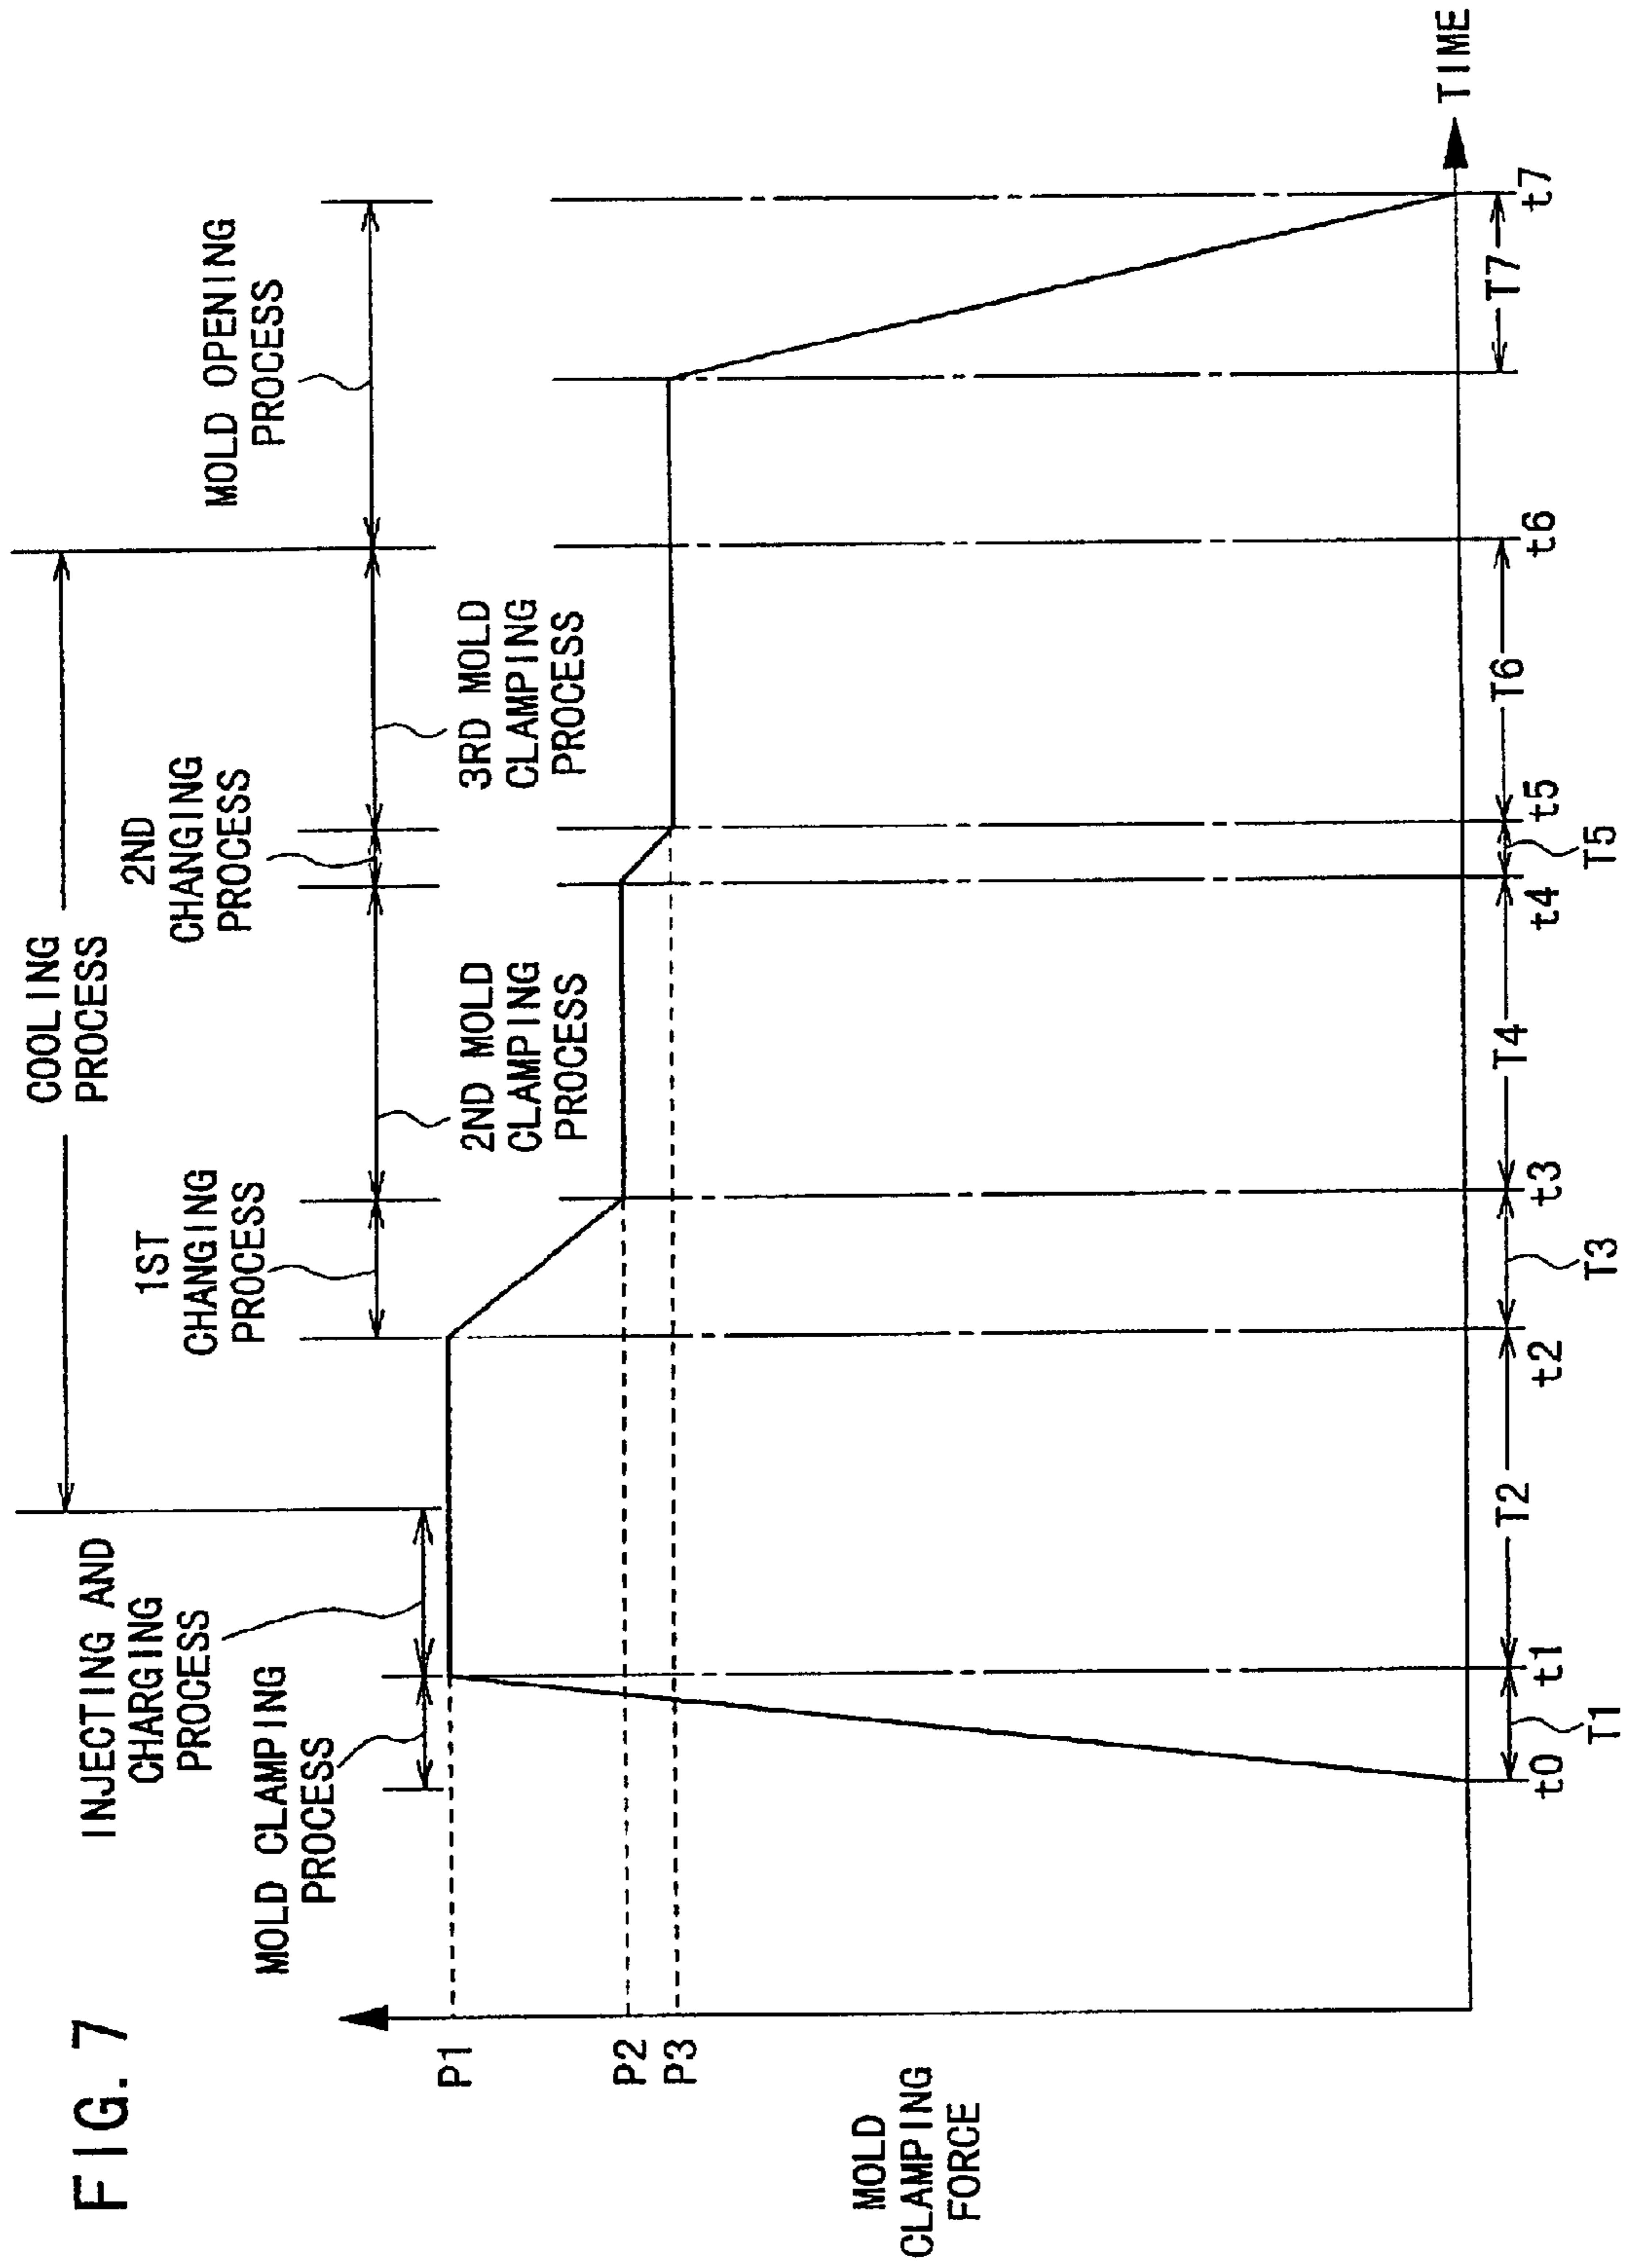 FIG. 7
COOLING
PROCESS
INJECTING AND
CHARGING
PROCESS
1ST
CHANGING
PROCESS
2ND
CHANGING
PROCESS
MOLD OPENING
PROCESS
MOLD CLAMPING
PROCESS
2ND MOLD
CLAMPING
PROCESS
3RD MOLD
CLAMPING
PROCESS
P1
P2
P3
MOLD
CLAMPING
FORCE
TIME
T2
T4
T6
T7
t0
t1
t2
t3
t4
t5
t6
t7
T1
T3
T5